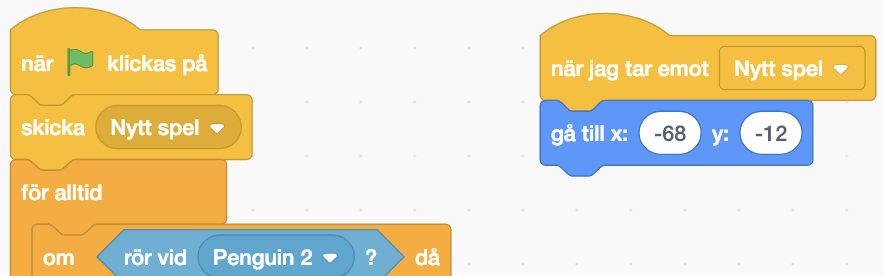 när klickas på
skicka Nytt spel
för alltid
om rör vid Penguin 2 ? då
när jag tar emot Nytt spel
gå till x: -68 y: -12